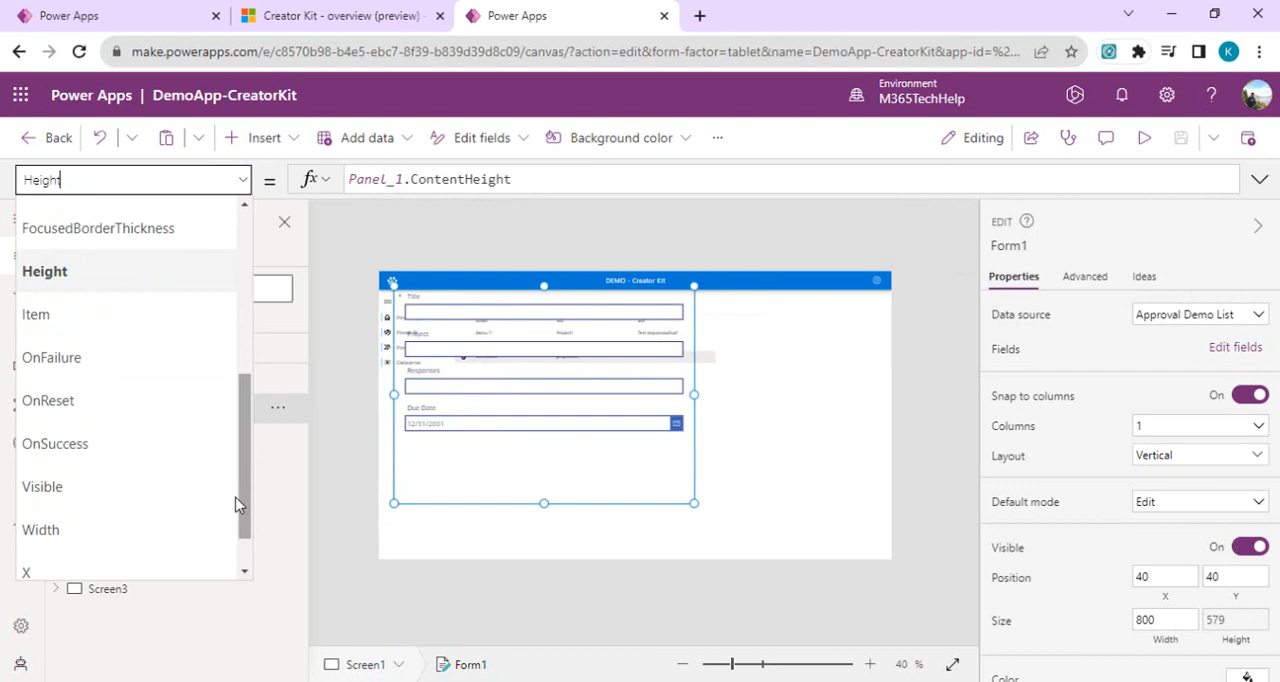 Power Apps
Creator Kit - overview (preview)
Power Apps
make.powerapps.com/e/c8570b98-b4e5-ebc7-8f39-b839d39d8c09/canvas/?action=edit&form-factor=tablet&name=DemoApp-CreatorKit&app-id=%2...
K
Power Apps | DemoApp-CreatorKit
Environment
M365TechHelp
Back
Insert
Add data
Edit fields
Background color
...
Editing
Height
=
fx
Panel_1.ContentHeight
FocusedBorderThickness
Height
Item
OnFailure
OnReset
OnSuccess
Visible
Width
X
Screen3
DEMO - Creator Kit
* Title
Project
demo 1
Project1
Responses
Due Date
12/31/2001
EDIT
Form1
Properties
Advanced
Ideas
Data source
Approval Demo List
Fields
Edit fields
Snap to columns
On
Columns
1
Layout
Vertical
Default mode
Edit
Visible
On
Position
40
40
X
Y
Size
800
579
Width
Height
Color
Screen1
Form1
40 %